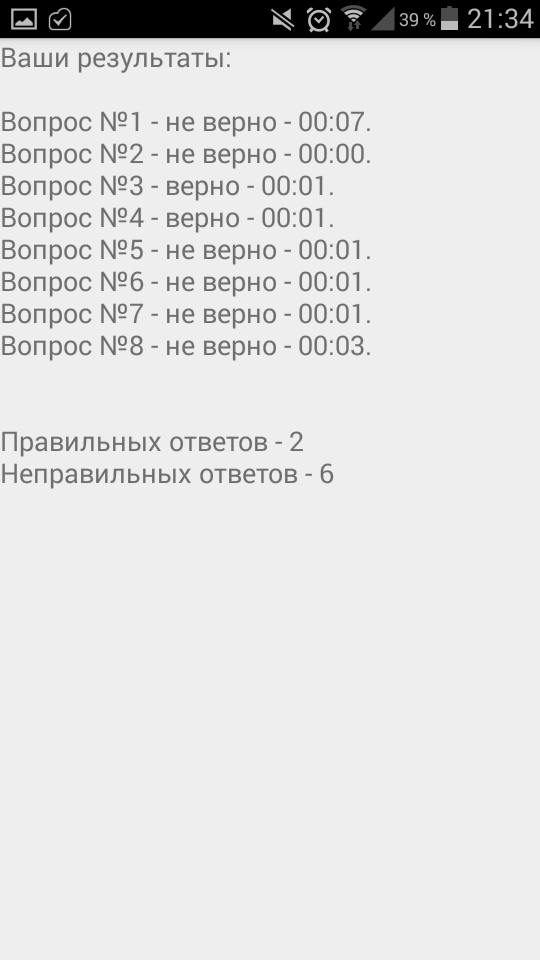 39 % 21:34
Ваши результаты:
Вопрос №1 - не верно - 00:07.
Вопрос №2 - не верно - 00:00.
Вопрос №3 - верно - 00:01.
Вопрос №4 - верно - 00:01.
Вопрос №5 - не верно - 00:01.
Вопрос №6 - не верно - 00:01.
Вопрос №7 - не верно - 00:01.
Вопрос №8 - не верно - 00:03.
Правильных ответов - 2
Неправильных ответов - 6